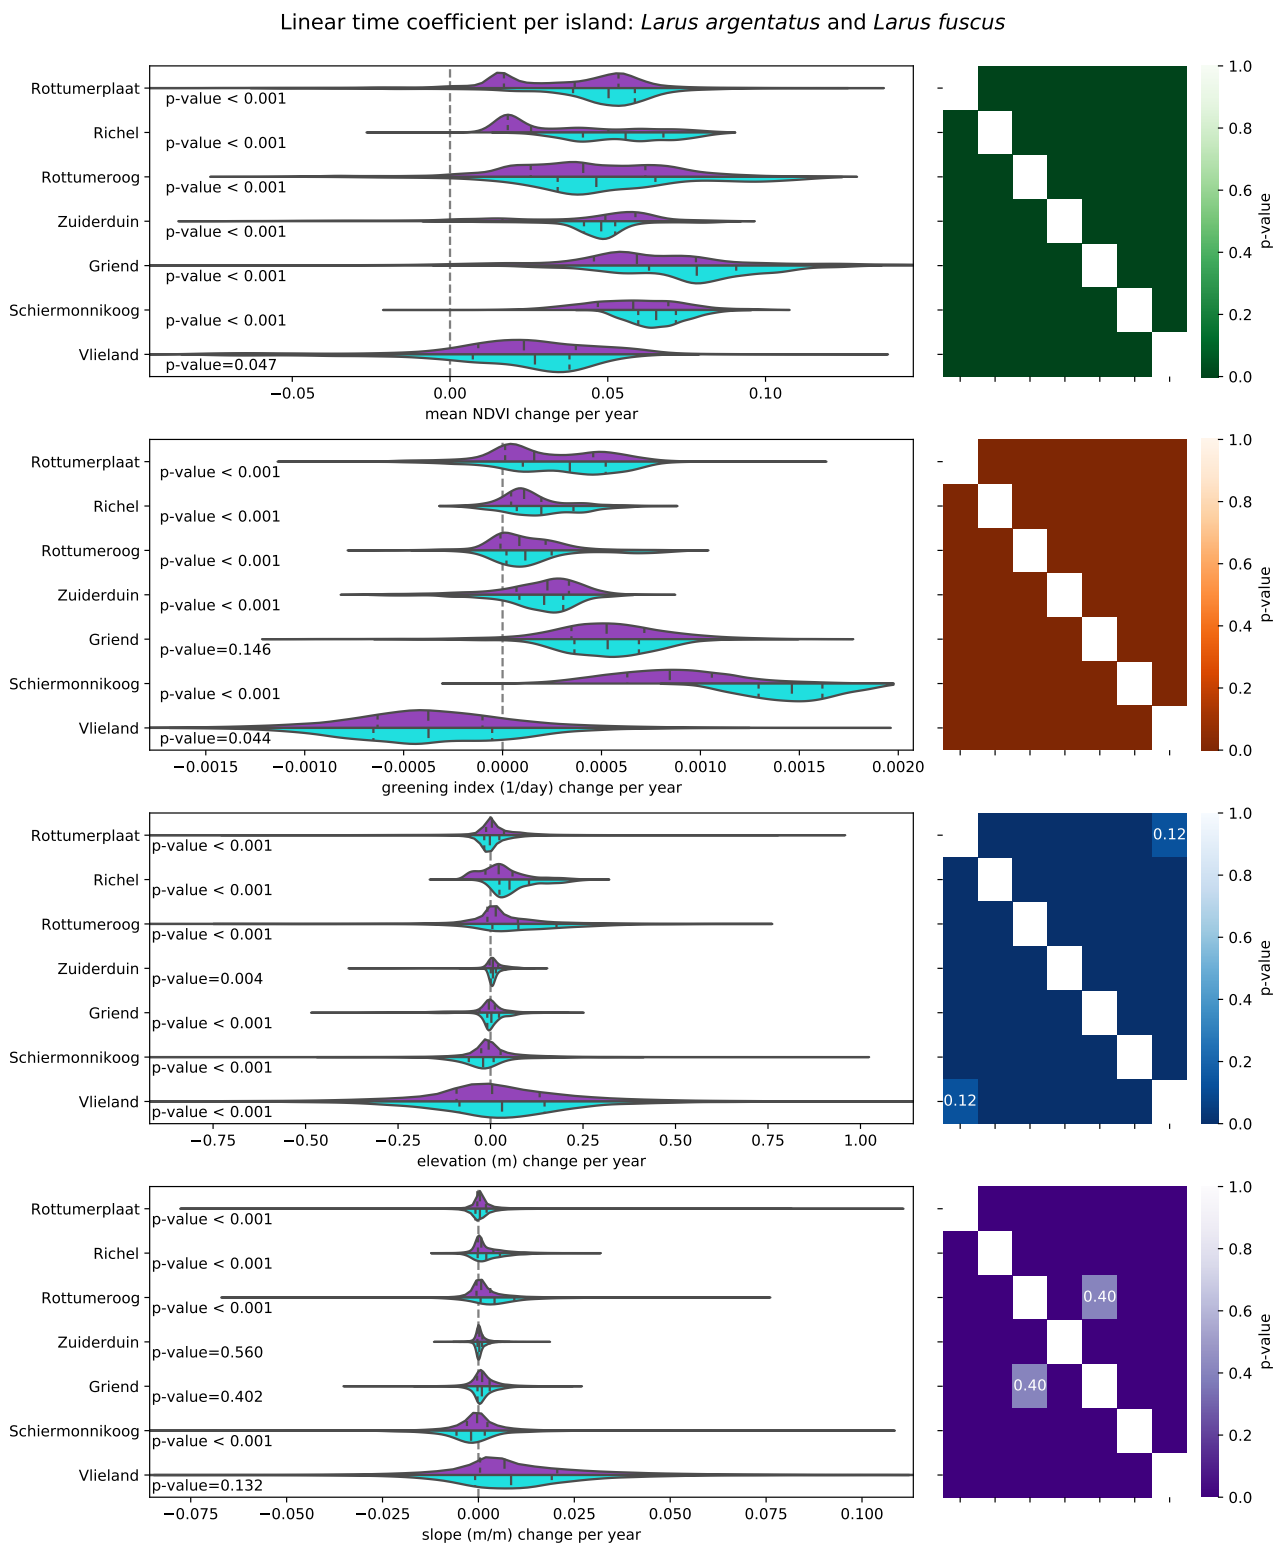 Linear time coefficient per island: Larus argentatus and Larus fuscus
Rottumerplaat
p-value < 0.001
Richel
p-value < 0.001
Rottumeroog
p-value < 0.001
Zuiderduin
p-value < 0.001
Griend
p-value < 0.001
Schiermonnikoog
p-value < 0.001
Vlieland
p-value=0.047
−0.05 0.00 0.05 0.10
mean NDVI change per year
1.0
0.8
0.6
0.4
0.2
0.0
p-value
Rottumerplaat
p-value < 0.001
Richel
p-value < 0.001
Rottumeroog
p-value < 0.001
Zuiderduin
p-value < 0.001
Griend
p-value=0.146
Schiermonnikoog
p-value < 0.001
Vlieland
p-value=0.044
−0.0015 −0.0010 −0.0005 0.0000 0.0005 0.0010 0.0015 0.0020
greening index (1/day) change per year
1.0
0.8
0.6
0.4
0.2
0.0
p-value
Rottumerplaat
p-value < 0.001
Richel
p-value < 0.001
Rottumeroog
p-value < 0.001
Zuiderduin
p-value=0.004
Griend
p-value < 0.001
Schiermonnikoog
p-value < 0.001
Vlieland
p-value < 0.001
−0.75 −0.50 −0.25 0.00 0.25 0.50 0.75 1.00
elevation (m) change per year
0.12
0.12
1.0
0.8
0.6
0.4
0.2
0.0
p-value
Rottumerplaat
p-value < 0.001
Richel
p-value < 0.001
Rottumeroog
p-value < 0.001
Zuiderduin
p-value=0.560
Griend
p-value=0.402
Schiermonnikoog
p-value < 0.001
Vlieland
p-value=0.132
−0.075 −0.050 −0.025 0.000 0.025 0.050 0.075 0.100
slope (m/m) change per year
0.40
0.40
1.0
0.8
0.6
0.4
0.2
0.0
p-value